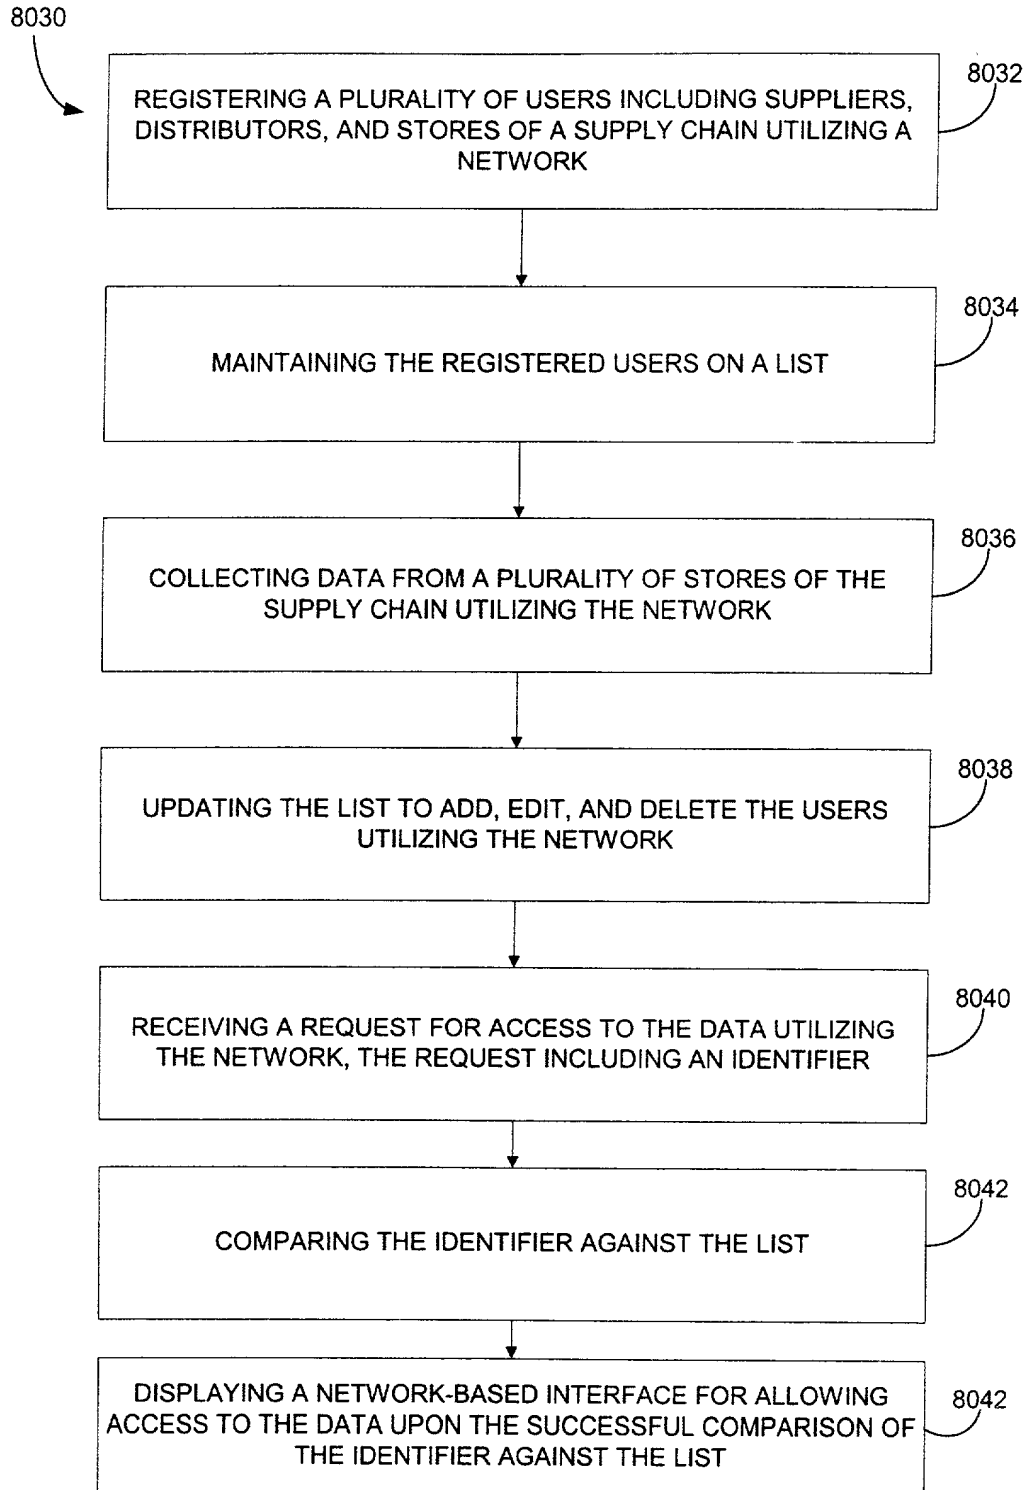 8030
8032
REGISTERING A PLURALITY OF USERS INCLUDING SUPPLIERS,
DISTRIBUTORS, AND STORES OF A SUPPLY CHAIN UTILIZING A
NETWORK
8034
MAINTAINING THE REGISTERED USERS ON A LIST
8036
COLLECTING DATA FROM A PLURALITY OF STORES OF THE
SUPPLY CHAIN UTILIZING THE NETWORK
8038
UPDATING THE LIST TO ADD, EDIT, AND DELETE THE USERS
UTILIZING THE NETWORK
8040
RECEIVING A REQUEST FOR ACCESS TO THE DATA UTILIZING
THE NETWORK, THE REQUEST INCLUDING AN IDENTIFIER
8042
COMPARING THE IDENTIFIER AGAINST THE LIST
8042
DISPLAYING A NETWORK-BASED INTERFACE FOR ALLOWING
ACCESS TO THE DATA UPON THE SUCCESSFUL COMPARISON OF
THE IDENTIFIER AGAINST THE LIST